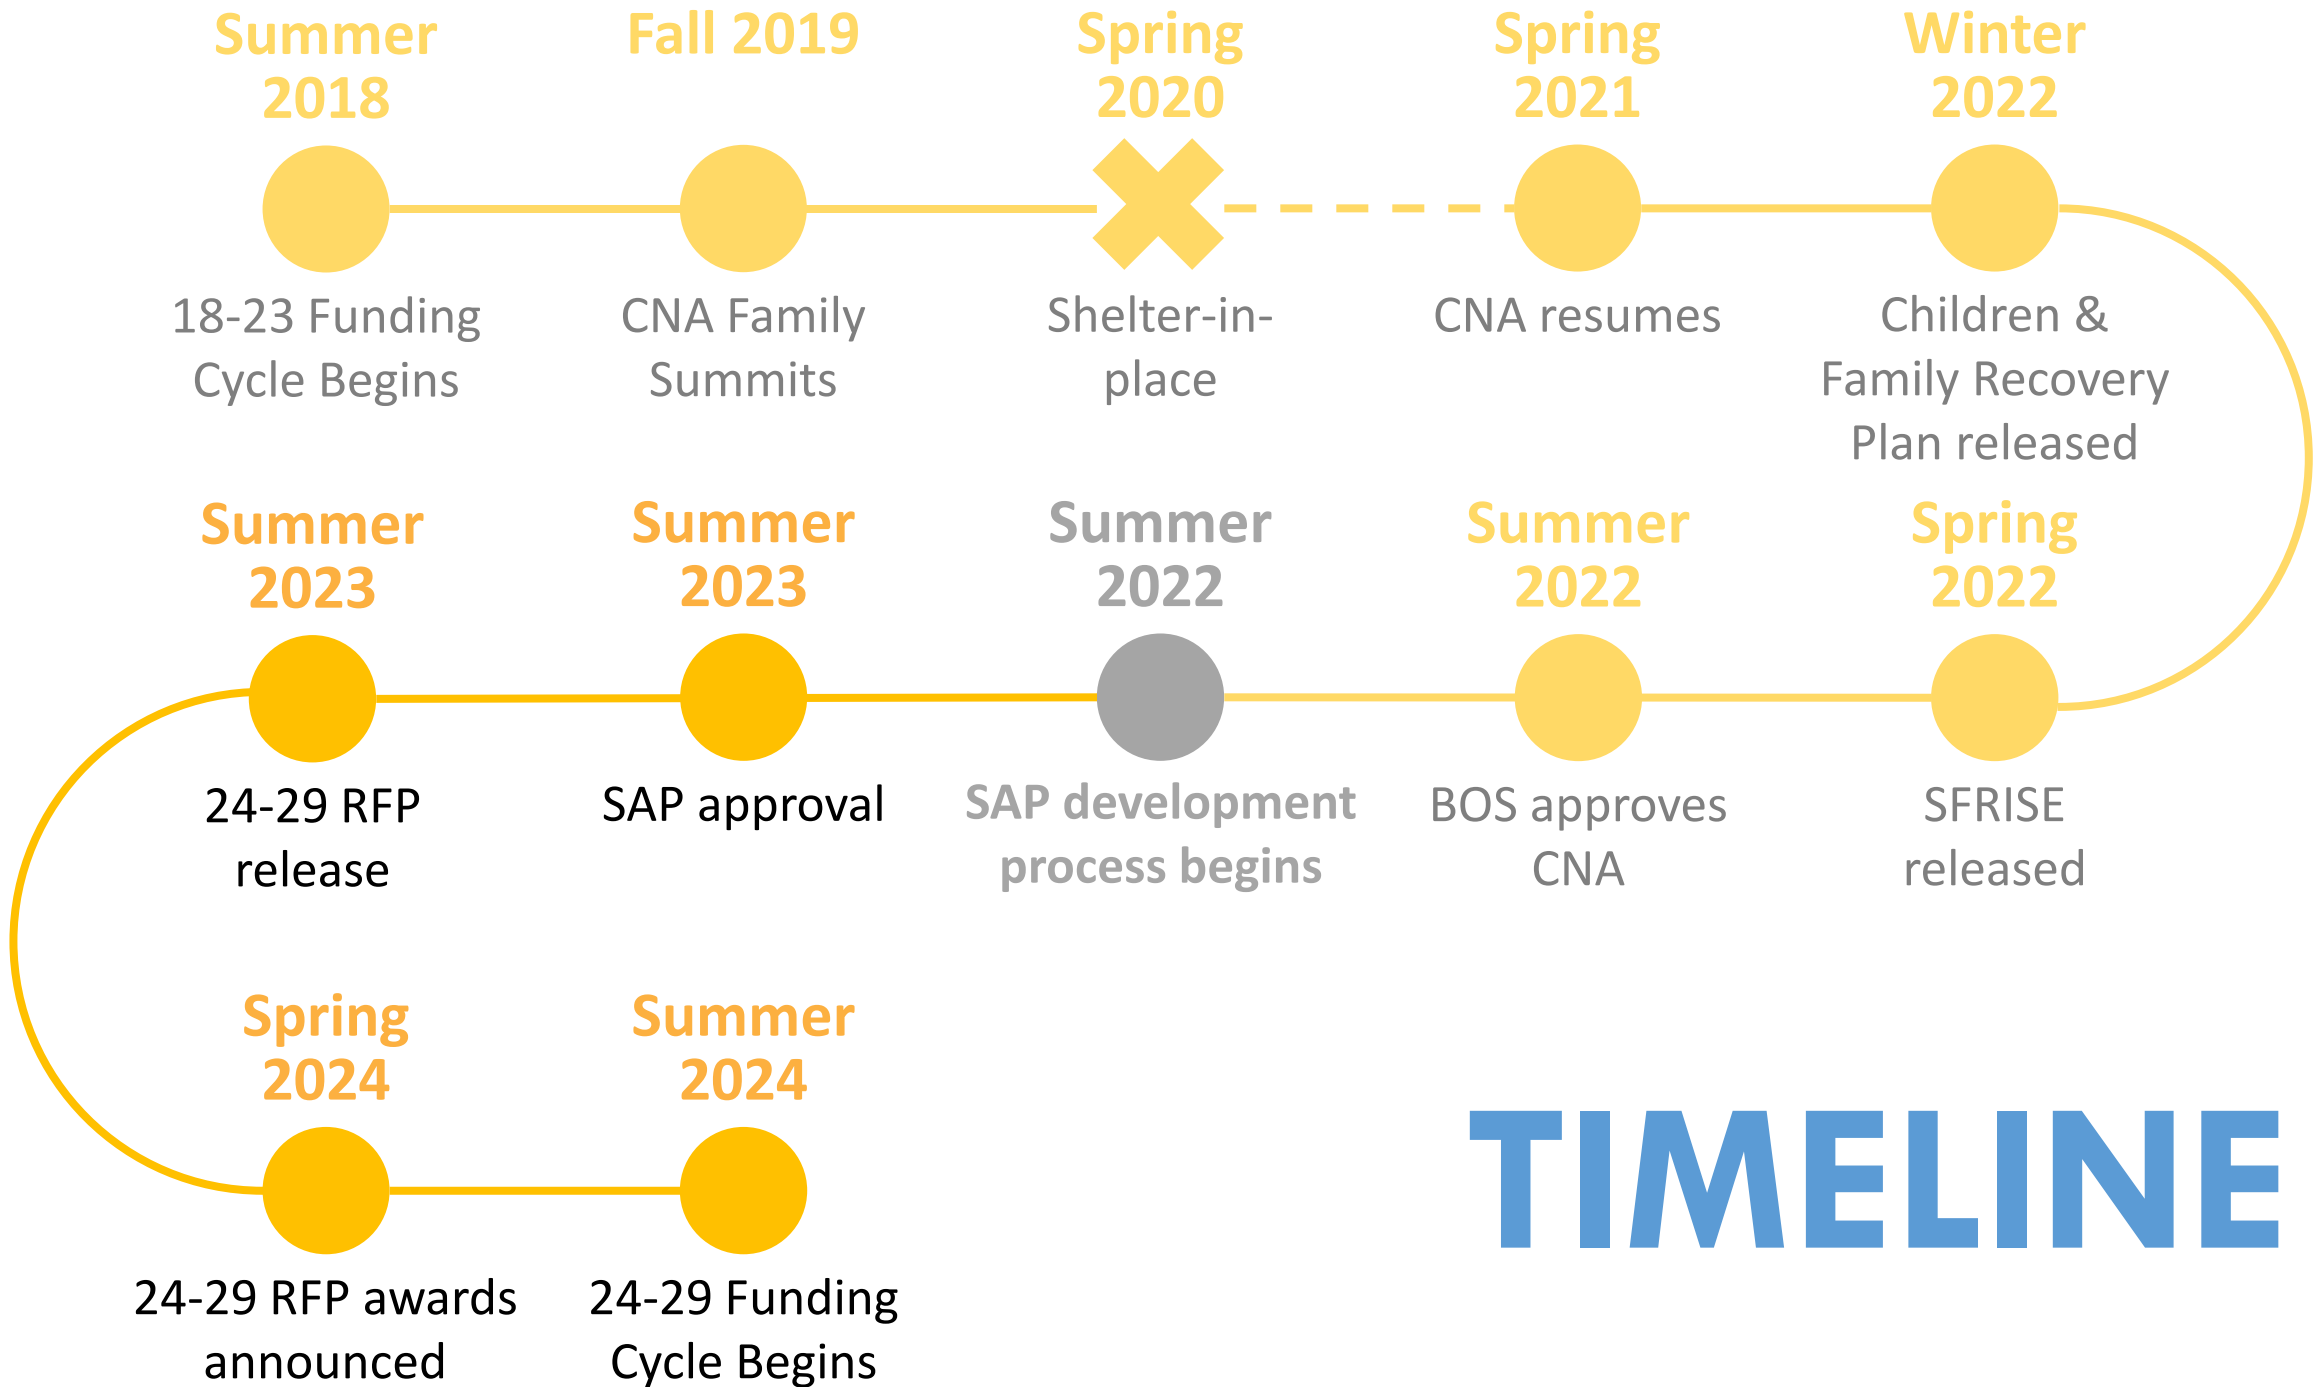 Summer
2018
18-23 Funding
Cycle Begins
Fall 2019
CNA Family
Summits
Spring
2020
Shelter-in-
place
Spring
2021
CNA resumes
Winter
2022
Children &
Family Recovery
Plan released
Spring
2022
SFRISE
released
Summer
2022
BOS approves
CNA
Summer
2022
SAP development
process begins
Summer
2023
SAP approval
Summer
2023
24-29 RFP
release
Spring
2024
24-29 RFP awards
announced
Summer
2024
24-29 Funding
Cycle Begins
TIMELINE